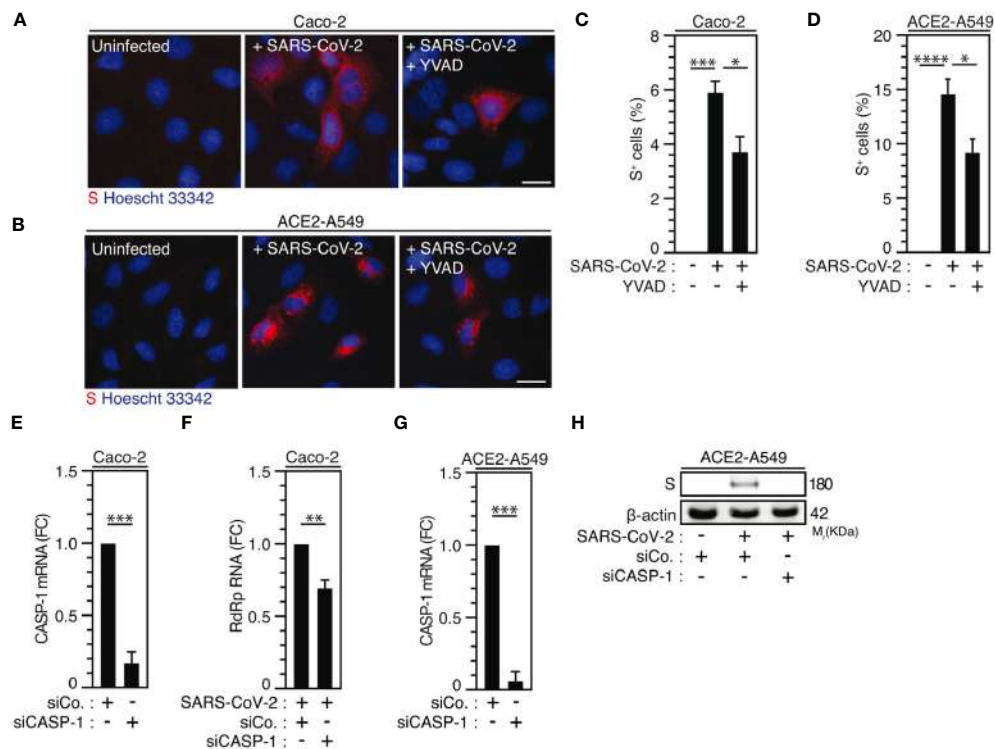 A
Caco-2
Uninfected
+ SARS-CoV-2
+ SARS-CoV-2
+ YVAD
S Hoescht 33342
B
ACE2-A549
Uninfected
+ SARS-CoV-2
+ SARS-CoV-2
+ YVAD
S Hoescht 33342
C
Caco-2
8
6
4
2
0
S+ cells (%)
*** *
SARS-CoV-2 : - + +
YVAD : - - +
D
ACE2-A549
20
15
10
5
0
S+ cells (%)
**** *
SARS-CoV-2 : - + +
YVAD : - - +
E
Caco-2
1.5
1.0
0.5
0
CASP-1 mRNA (FC)
***
siCo. : + -
siCASP-1 : - +
F
Caco-2
1.5
1.0
0.5
0
RdRp RNA (FC)
**
SARS-CoV-2 : + +
siCo. : + -
siCASP-1 : - +
G
ACE2-A549
1.5
1.0
0.5
0
CASP-1 mRNA (FC)
***
siCo. : + -
siCASP-1 : - +
H
ACE2-A549
S 180
β-actin 42
Mr(KDa)
SARS-CoV-2 : - + +
siCo. : + + -
siCASP-1 : - - +